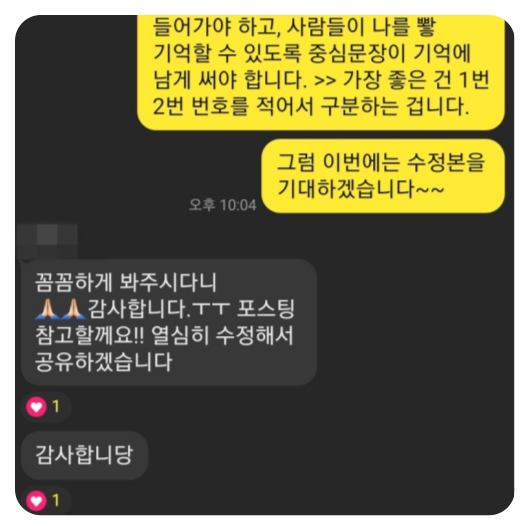 들어가야 하고, 사람들이 나를 빻
기억할 수 있도록 중심문장이 기억에
남게 써야 합니다. >> 가장 좋은 건 1번
2번 번호를 적어서 구분하는 겁니다.
그럼 이번에는 수정본을
기대하겠습니다~~
오후 10:04
꼼꼼하게 봐주시다니
🙏🙏감사합니다.ㅜㅜ 포스팅
참고할께요!! 열심히 수정해서
공유하겠습니다
1
감사합니당
1